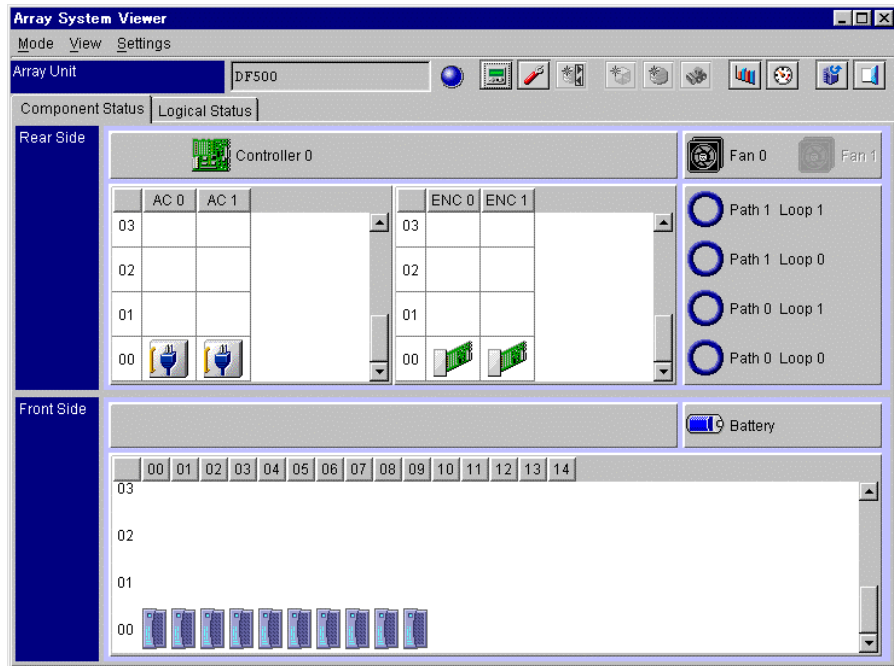 Array System Viewer
Mode View Settings
Array Unit DF500
Component Status Logical Status
Rear Side Controller 0 Fan 0 Fan 1
AC 0 AC 1 ENC 0 ENC 1
03 03 Path 1 Loop 1
02 02 Path 1 Loop 0
01 01 Path 0 Loop 1
00 00 Path 0 Loop 0
Front Side Battery
00 01 02 03 04 05 06 07 08 09 10 11 12 13 14
03
02
01
00